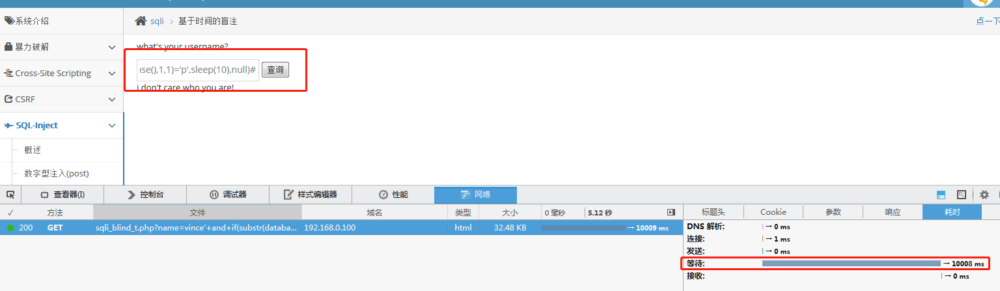 系统介绍
sqli > 基于时间的盲注
点一下
暴力破解
Cross-Site Scripting
CSRF
SQL-Inject
概述
数字型注入(post)
what's your username?
ase(),1,1)='p',sleep(10),null)# 查询
i don't care who you are!
查看器(I) 控制台 调试器 样式编辑器 性能 网络
✓ 方法 文件 域名 类型 大小 0 毫秒 5.12 秒
200 GET sqli_blind_t.php?name=vince'+and+if(substr(databa... 192.168.0.100 html 32.48 KB → 10009 ms
标题头 Cookie 参数 响应 耗时
DNS 解析: → 0 ms
连接: → 1 ms
发送: → 0 ms
等待: → 10008 ms
接收: → 0 ms